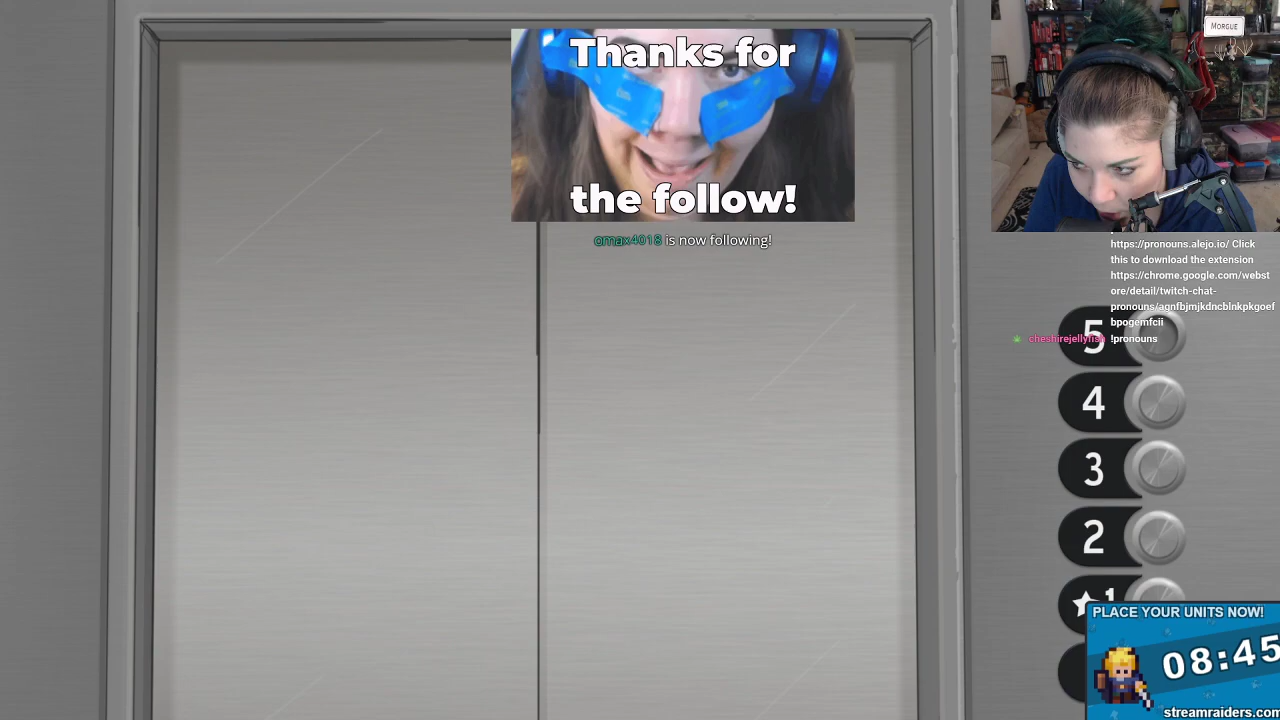 Thanks for
the follow!
omax4018 is now following!
MORGUE
https://pronouns.alejo.io/ Click
this to download the extension
https://chrome.google.com/webst
ore/detail/twitch-chat-
pronouns/agnfbjmjkdncblnkpkgoef
bpogemfcii
cheshirejellyfish !pronouns
5
4
3
2
★1
PLACE YOUR UNITS NOW!
08:45
streamraiders.com